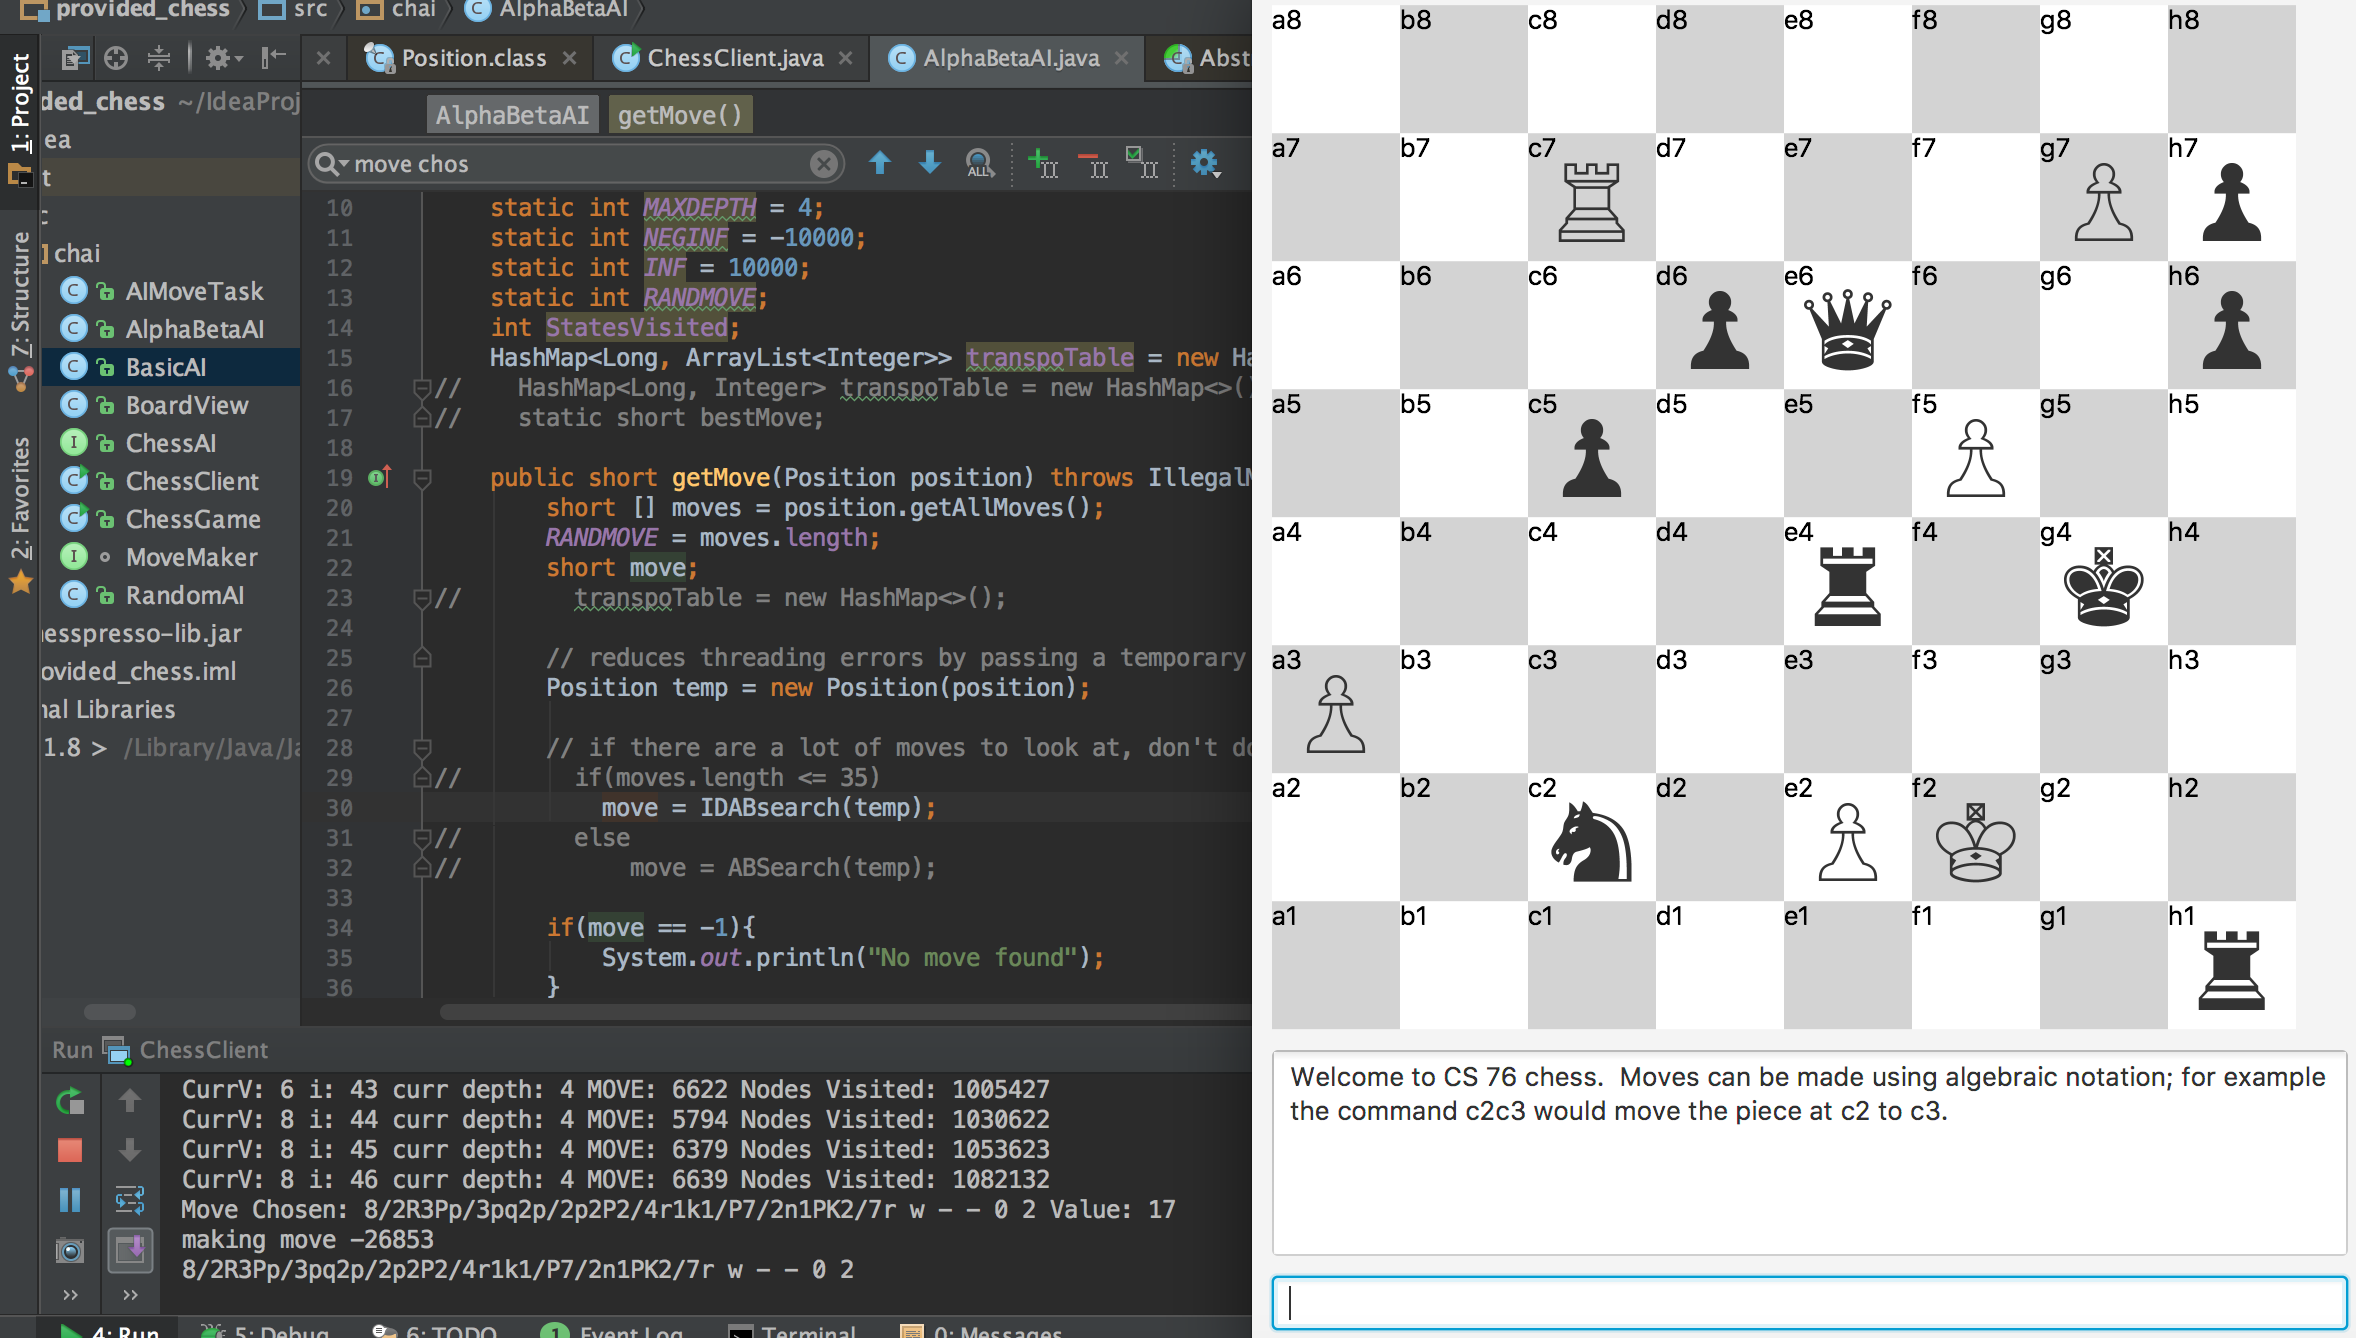 provided_chess src chai AlphaBetaAI
Position.class ChessClient.java AlphaBetaAI.java Abst
1: Project
7: Structure
2: Favorites
ded_chess ~/IdeaProj
ea
t
c
chai
AIMoveTask
AlphaBetaAI
BasicAI
BoardView
ChessAI
ChessClient
ChessGame
MoveMaker
RandomAI
esspresso-lib.jar
ovided_chess.iml
nal Libraries
1.8 > /Library/Java/Ja
AlphaBetaAI getMove()
move chos
ALL
10 static int MAXDEPTH = 4;
11 static int NEGINF = -10000;
12 static int INF = 10000;
13 static int RANDMOVE;
14 int StatesVisited;
15 HashMap<Long, ArrayList<Integer>> transpoTable = new Ha
16 // HashMap<Long, Integer> transpoTable = new HashMap<>()
17 // static short bestMove;
18
19 public short getMove(Position position) throws IllegalM
20 short [] moves = position.getAllMoves();
21 RANDMOVE = moves.length;
22 short move;
23 // transpoTable = new HashMap<>();
24
25 // reduces threading errors by passing a temporary
26 Position temp = new Position(position);
27
28 // if there are a lot of moves to look at, don't do
29 // if(moves.length <= 35)
30 move = IDABsearch(temp);
31 // else
32 // move = ABSearch(temp);
33
34 if(move == -1){
35 System.out.println("No move found");
36 }
Run ChessClient
CurrV: 6 i: 43 curr depth: 4 MOVE: 6622 Nodes Visited: 1005427
CurrV: 8 i: 44 curr depth: 4 MOVE: 5794 Nodes Visited: 1030622
CurrV: 8 i: 45 curr depth: 4 MOVE: 6379 Nodes Visited: 1053623
CurrV: 8 i: 46 curr depth: 4 MOVE: 6639 Nodes Visited: 1082132
Move Chosen: 8/2R3Pp/3pq2p/2p2P2/4r1k1/P7/2n1PK2/7r w - - 0 2 Value: 17
making move -26853
8/2R3Pp/3pq2p/2p2P2/4r1k1/P7/2n1PK2/7r w - - 0 2
4: Run 5: Debug 6: TODO 1 Event Log Terminal 0: Messages
a8 b8 c8 d8 e8 f8 g8 h8
a7 b7 c7 d7 e7 f7 g7 h7
a6 b6 c6 d6 e6 f6 g6 h6
a5 b5 c5 d5 e5 f5 g5 h5
a4 b4 c4 d4 e4 f4 g4 h4
a3 b3 c3 d3 e3 f3 g3 h3
a2 b2 c2 d2 e2 f2 g2 h2
a1 b1 c1 d1 e1 f1 g1 h1
Welcome to CS 76 chess. Moves can be made using algebraic notation; for example
the command c2c3 would move the piece at c2 to c3.